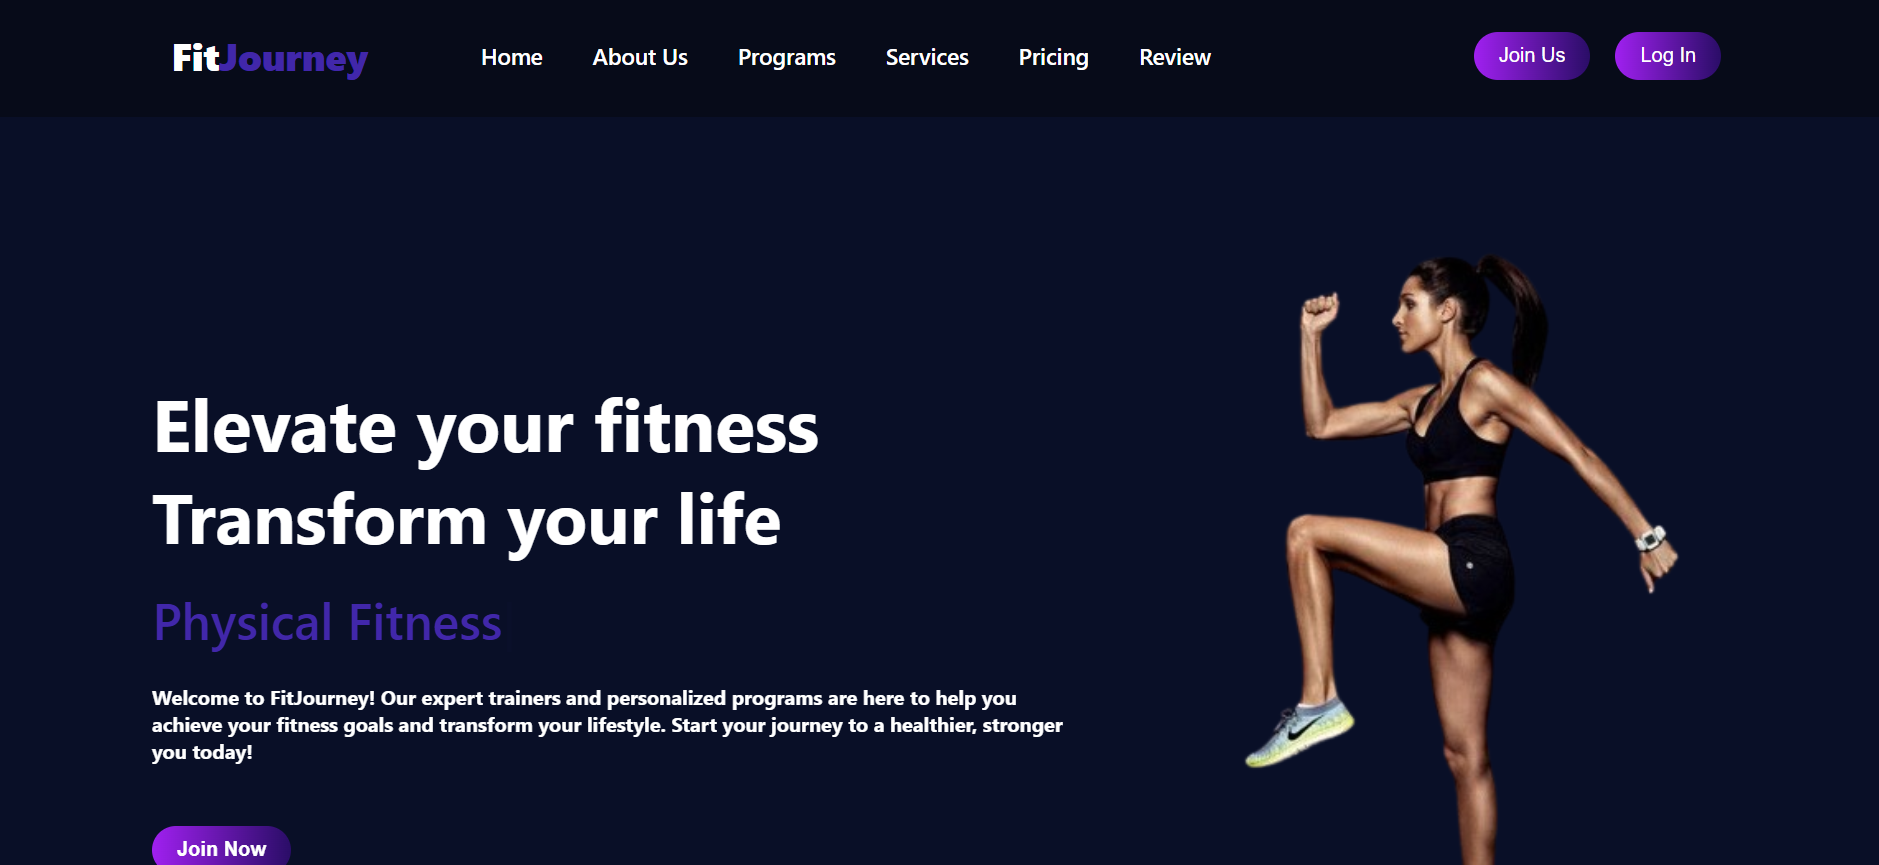 FitJourney
Home
About Us
Programs
Services
Pricing
Review
Join Us
Log In
Elevate your fitness
Transform your life
Physical Fitness
Welcome to FitJourney! Our expert trainers and personalized programs are here to help you
achieve your fitness goals and transform your lifestyle. Start your journey to a healthier, stronger
you today!
Join Now